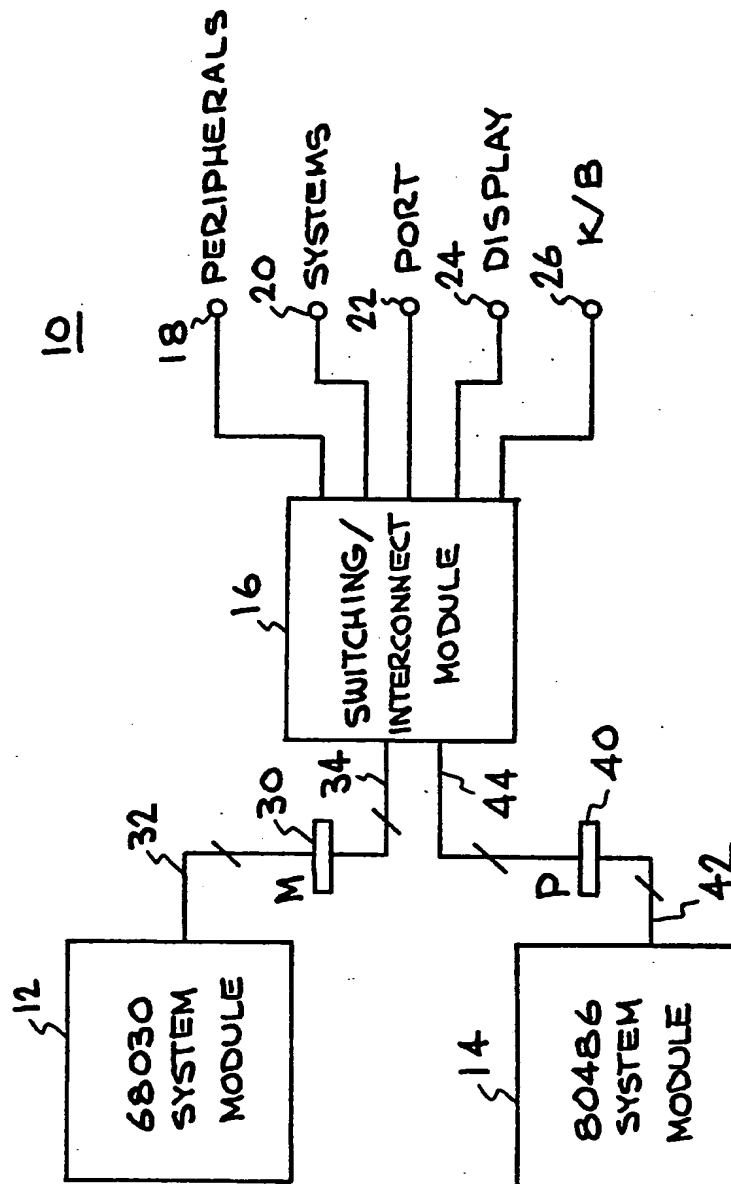 10
12
68030
SYSTEM
MODULE
32
M
30
34
16
SWITCHING/
INTERCONNECT
MODULE
18
PERIPHERALS
20
SYSTEMS
22
PORT
24
DISPLAY
26
K/B
44
P
40
42
14
80486
SYSTEM
MODULE